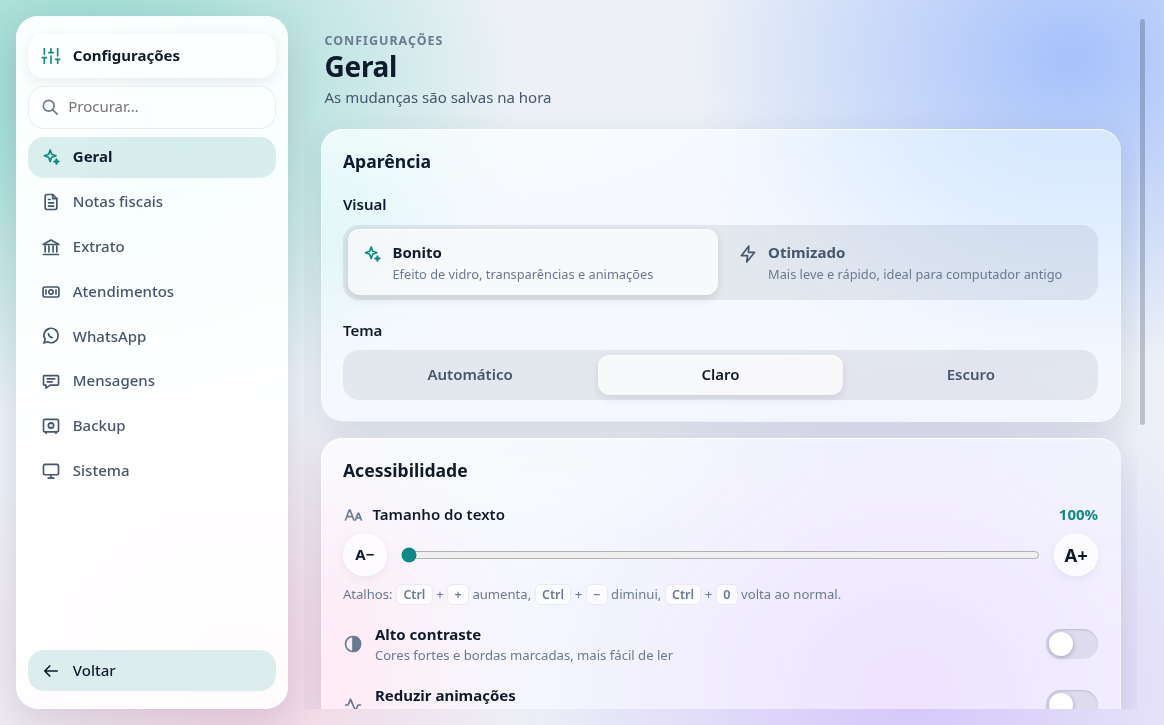 Configurações
Procurar...
Geral
Notas fiscais
Extrato
Atendimentos
WhatsApp
Mensagens
Backup
Sistema
Voltar
CONFIGURAÇÕES
Geral
As mudanças são salvas na hora
Aparência
Visual
Bonito
Efeito de vidro, transparências e animações
Otimizado
Mais leve e rápido, ideal para computador antigo
Tema
Automático Claro Escuro
Acessibilidade
Tamanho do texto 100%
A− A+
Atalhos: Ctrl + + aumenta, Ctrl + − diminui, Ctrl + 0 volta ao normal.
Alto contraste
Cores fortes e bordas marcadas, mais fácil de ler
Reduzir animações